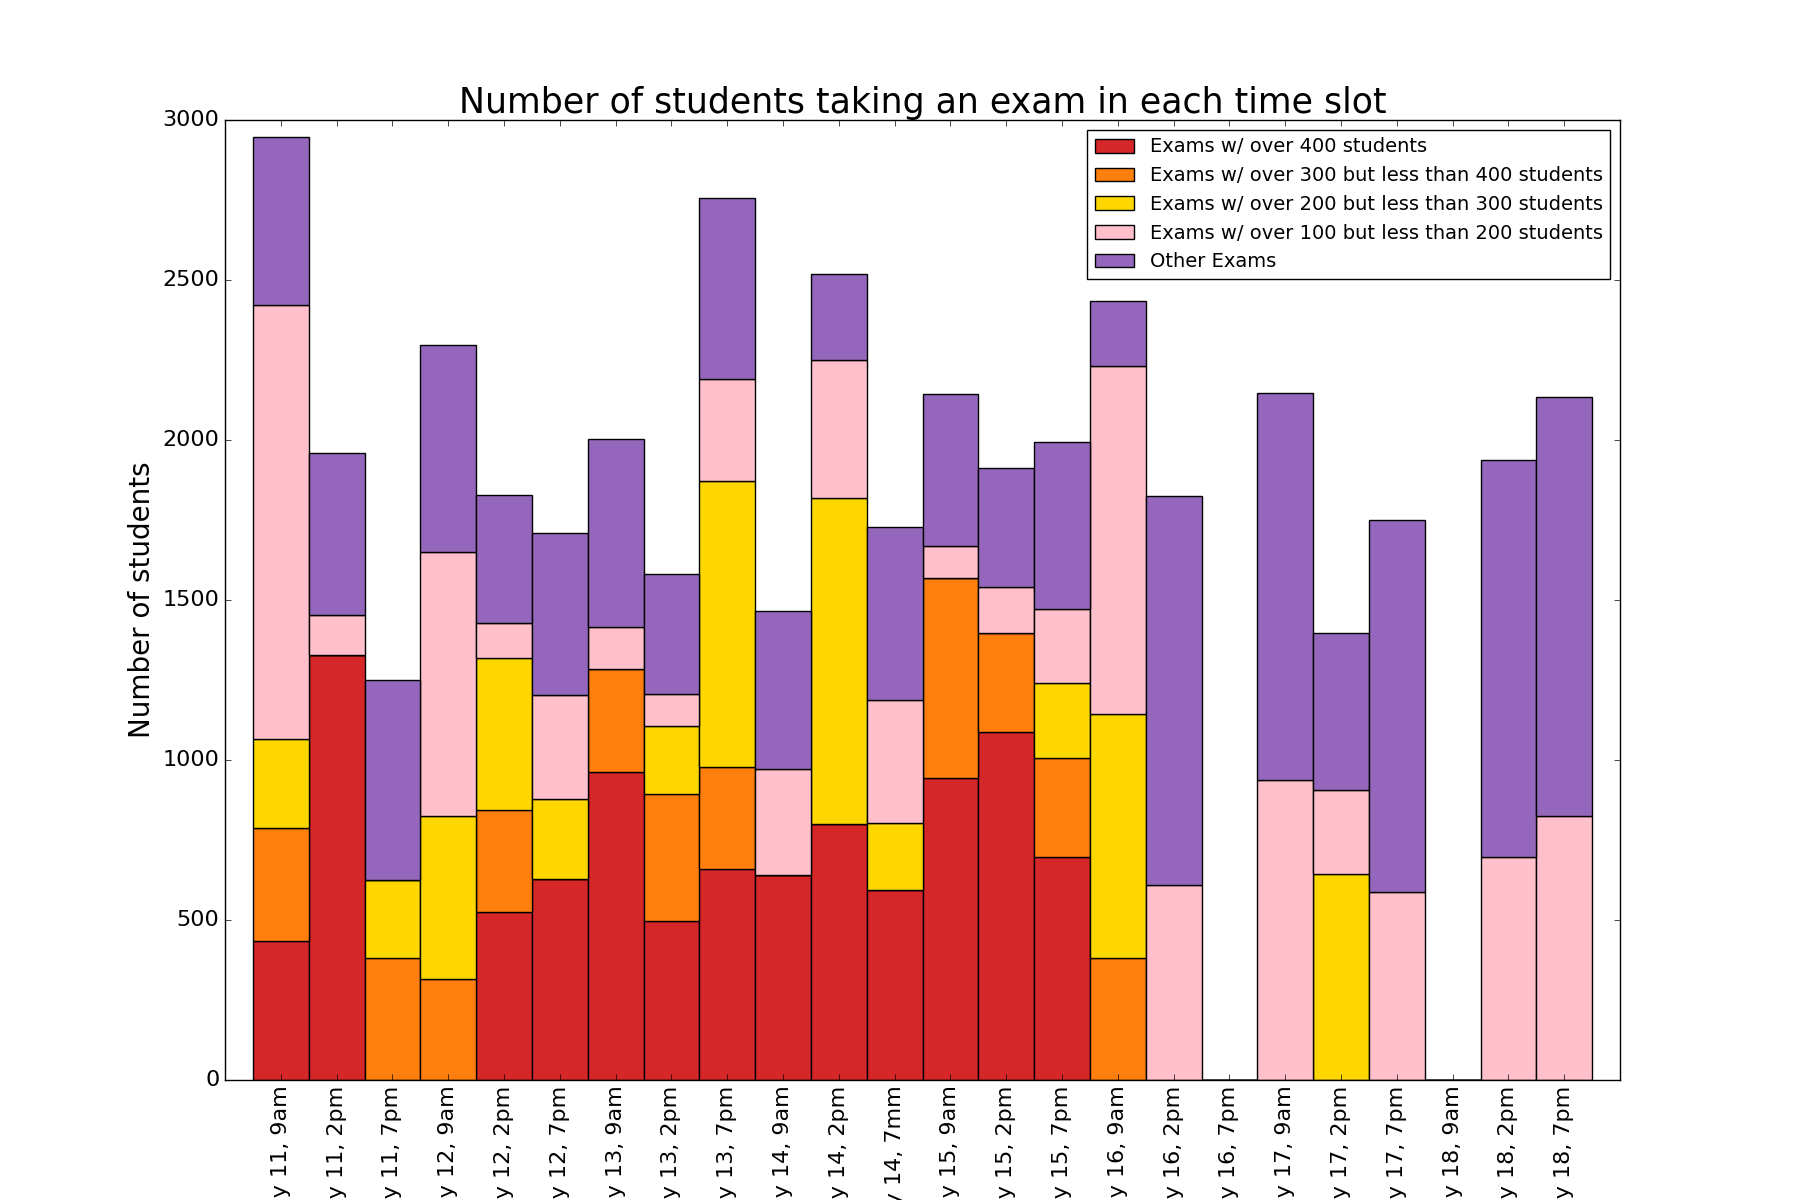 Number of students taking an exam in each time slot
Number of students
3000
2500
2000
1500
1000
500
0
Exams w/ over 400 students
Exams w/ over 300 but less than 400 students
Exams w/ over 200 but less than 300 students
Exams w/ over 100 but less than 200 students
Other Exams
y 11, 9am
y 11, 2pm
y 11, 7pm
y 12, 9am
y 12, 2pm
y 12, 7pm
y 13, 9am
y 13, 2pm
y 13, 7pm
y 14, 9am
y 14, 2pm
y 14, 7mm
y 15, 9am
y 15, 2pm
y 15, 7pm
y 16, 9am
y 16, 2pm
y 16, 7pm
y 17, 9am
y 17, 2pm
y 17, 7pm
y 18, 9am
y 18, 2pm
y 18, 7pm